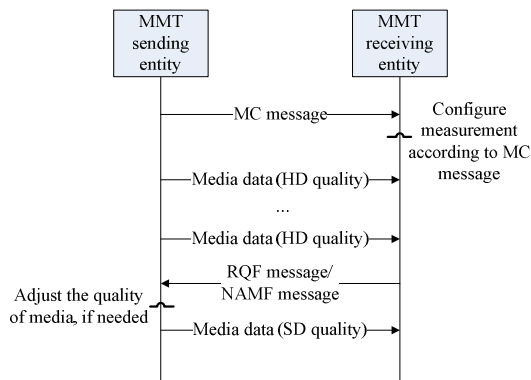 MMT
sending
entity
MMT
receiving
entity
MC message
Configure
measurement
according to MC
message
Media data (HD quality)
...
Media data (HD quality)
RQF message/
NAMF message
Adjust the quality
of media, if needed
Media data (SD quality)